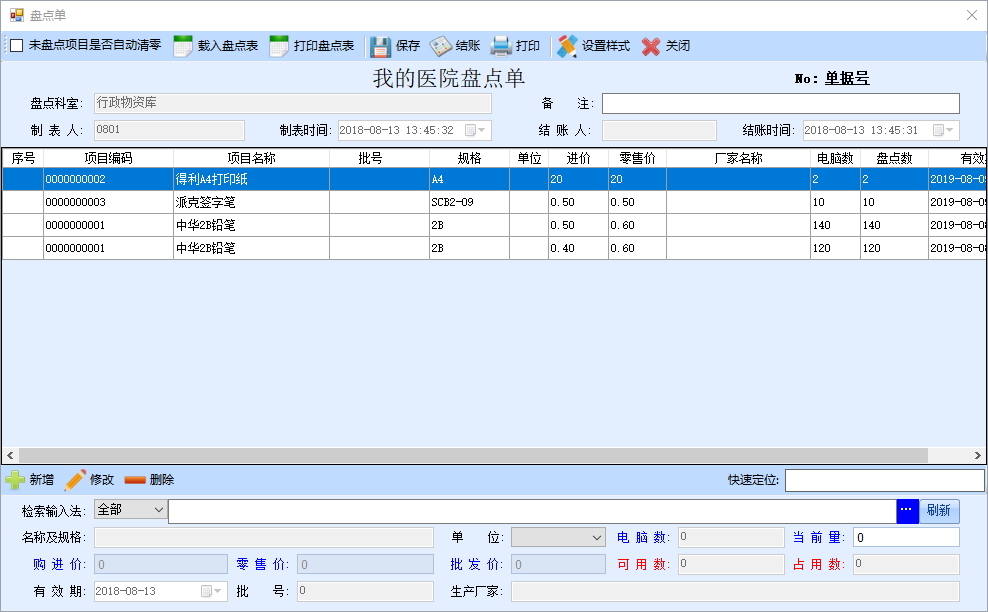 盘点单
未盘点项目是否自动清零 载入盘点表 打印盘点表 保存 结账 打印 设置样式 关闭
我的医院盘点单 No: 单据号
盘点科室: 行政物资库 备 注:
制 表 人: 0801 制表时间: 2018-08-13 13:45:32 结 账 人: 结账时间: 2018-08-13 13:45:31
序号 项目编码 项目名称 批号 规格 单位 进价 零售价 厂家名称 电脑数 盘点数 有效
0000000002 得利A4打印纸 A4 20 20 2 2 2019-08-0
0000000003 派克签字笔 SCB2-09 0.50 0.50 10 10 2019-08-0
0000000001 中华2B铅笔 2B 0.50 0.60 140 140 2019-08-0
0000000001 中华2B铅笔 2B 0.40 0.60 120 120 2019-08-0
新增 修改 删除 快速定位:
检索输入法: 全部 ... 刷新
名称及规格: 单 位: 电 脑 数: 0 当 前 量: 0
购 进 价: 0 零 售 价: 0 批 发 价: 0 可 用 数: 0 占 用 数: 0
有 效 期: 2018-08-13 批 号: 0 生产厂家: